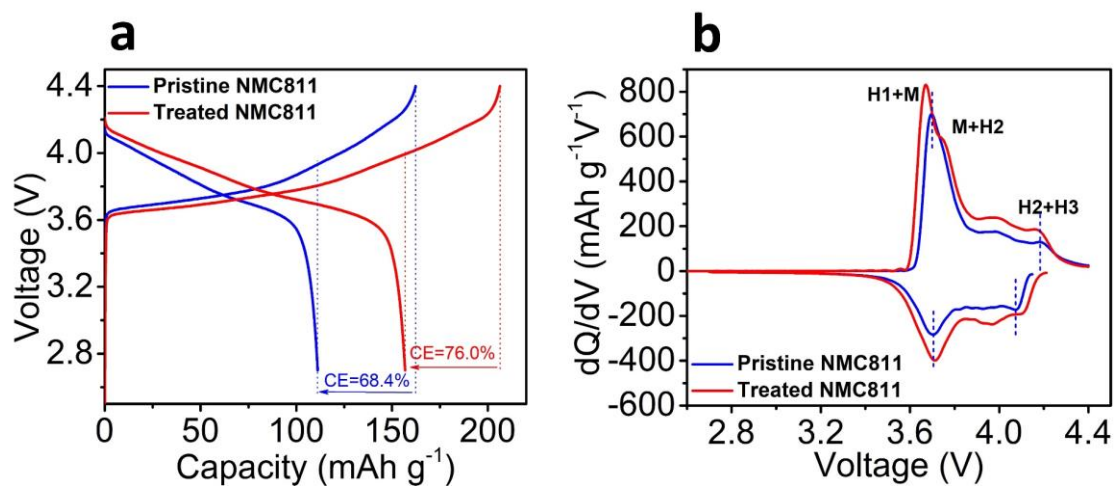 a
Pristine NMC811
Treated NMC811
4.4
4.0
3.6
3.2
2.8
Voltage (V)
CE=76.0%
CE=68.4%
0 50 100 150 200
Capacity (mAh g⁻¹)
b
800
600
400
200
0
-200
-400
-600
dQ/dV (mAh g⁻¹V⁻¹)
H1+M
M+H2
H2+H3
Pristine NMC811
Treated NMC811
2.8 3.2 3.6 4.0 4.4
Voltage (V)